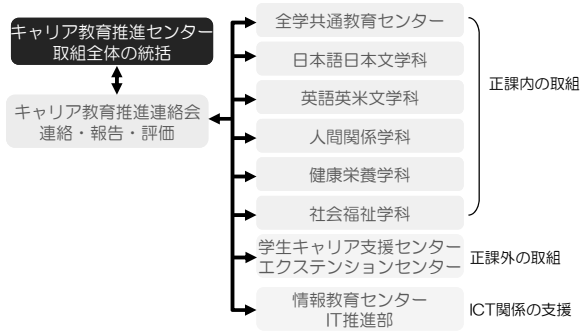 キャリア教育推進センター
取組全体の統括
キャリア教育推進連絡会
連絡・報告・評価
全学共通教育センター
日本語日本文学科
英語英米文学科
人間関係学科
健康栄養学科
社会福祉学科
正課内の取組
学生キャリア支援センター
エクステンションセンター
正課外の取組
情報教育センター
IT推進部
ICT関係の支援